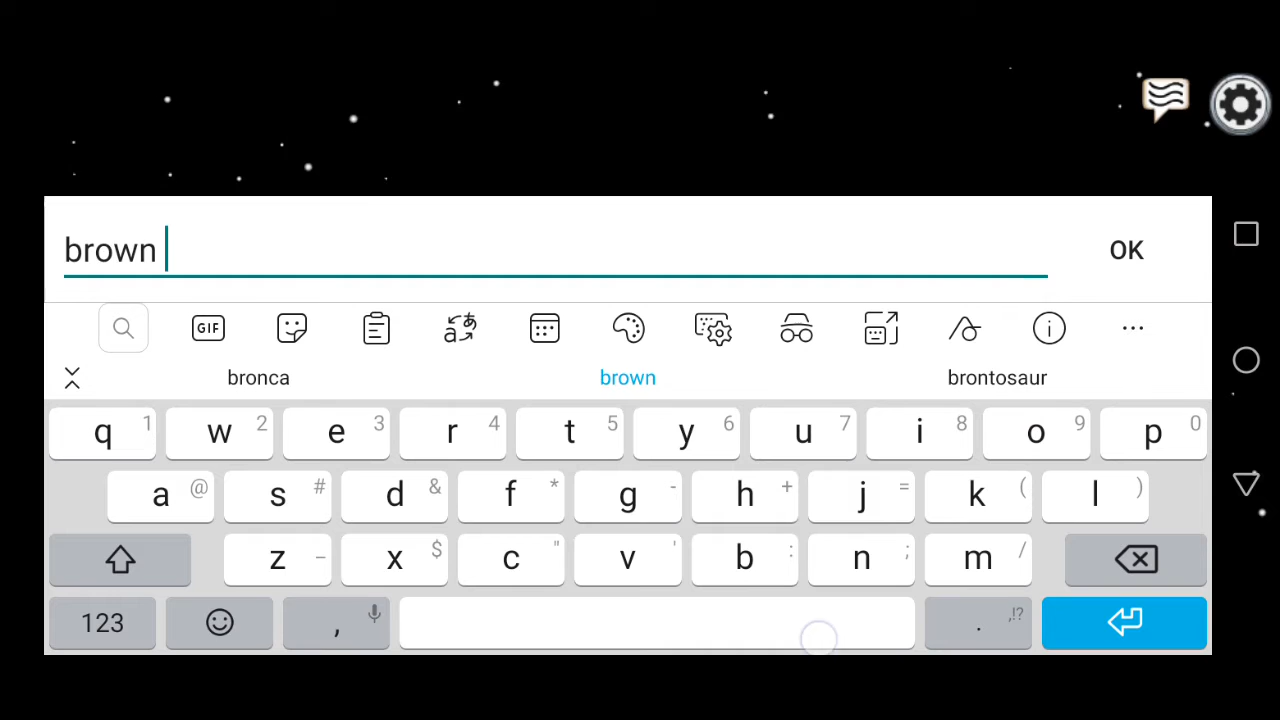 brown
OK
GIF
bronca brown brontosaur
q 1 w 2 e 3 r 4 t 5 y 6 u 7 i 8 o 9 p 0
a @ s # d & f * g - h + j = k ( l )
z _ x $ c " v ' b : n ; m /
123 , . ,!?